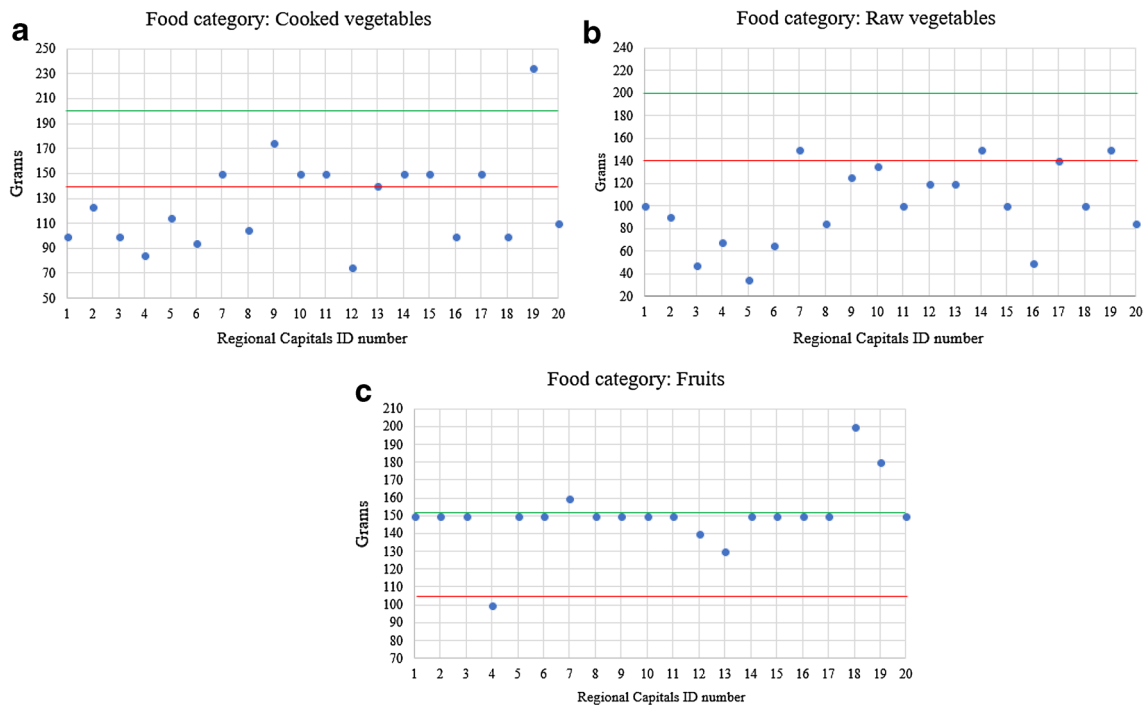 a
Food category: Cooked vegetables
250
230
210
190
170
150
130
110
90
70
50
Grams
1 2 3 4 5 6 7 8 9 10 11 12 13 14 15 16 17 18 19 20
Regional Capitals ID number
b
Food category: Raw vegetables
240
220
200
180
160
140
120
100
80
60
40
20
Grams
1 2 3 4 5 6 7 8 9 10 11 12 13 14 15 16 17 18 19 20
Regional Capitals ID number
c
Food category: Fruits
210
200
190
180
170
160
150
140
130
120
110
100
90
80
70
Grams
1 2 3 4 5 6 7 8 9 10 11 12 13 14 15 16 17 18 19 20
Regional Capitals ID number